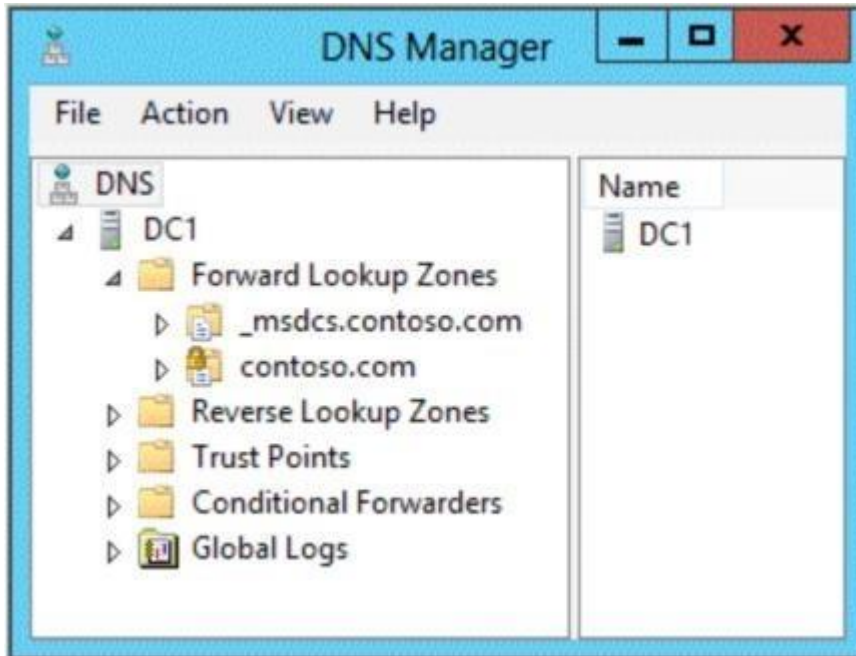 DNS Manager
File Action View Help
DNS
DC1
Forward Lookup Zones
_msdcs.contoso.com
contoso.com
Reverse Lookup Zones
Trust Points
Conditional Forwarders
Global Logs
Name
DC1